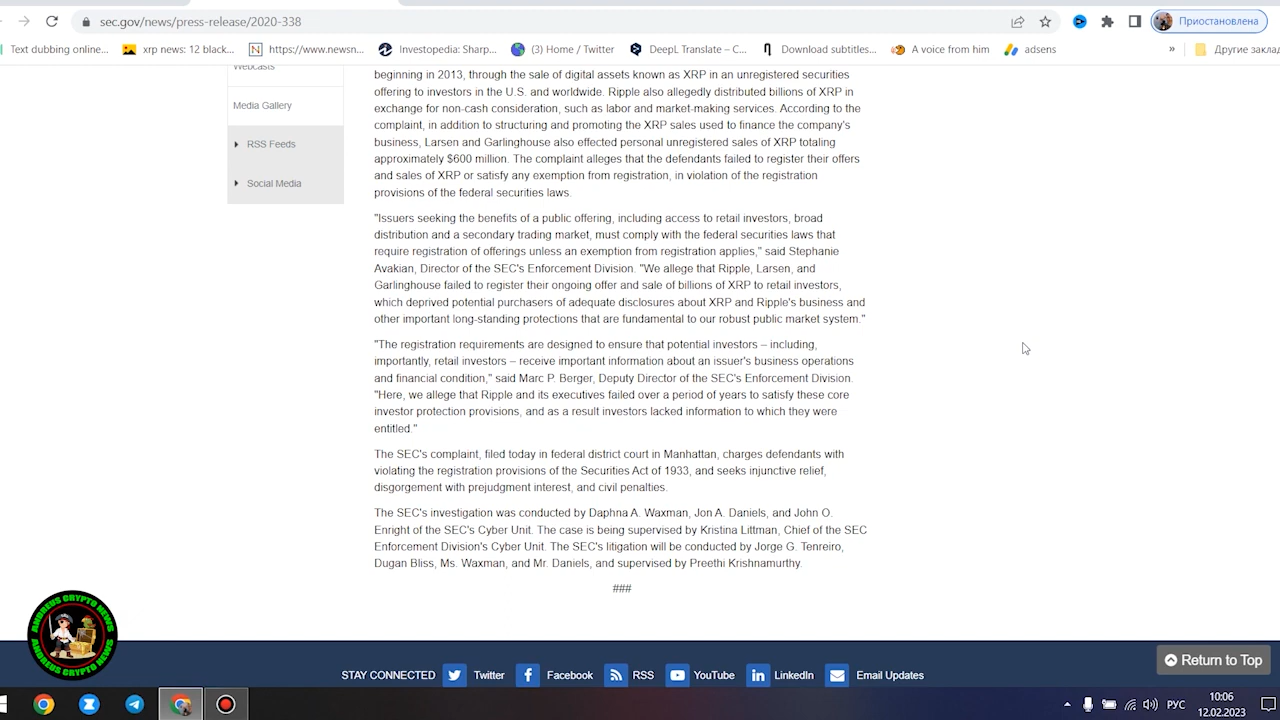 sec.gov/news/press-release/2020-338
Приостановлена
Text dubbing online...
xrp news: 12 black...
https://www.newsn...
Investopedia: Sharp...
(3) Home / Twitter
DeepL Translate – C...
Download subtitles...
A voice from him
adsens
»
Другие закла
Webcasts
Media Gallery
RSS Feeds
Social Media
beginning in 2013, through the sale of digital assets known as XRP in an unregistered securities
offering to investors in the U.S. and worldwide. Ripple also allegedly distributed billions of XRP in
exchange for non-cash consideration, such as labor and market-making services. According to the
complaint, in addition to structuring and promoting the XRP sales used to finance the company's
business, Larsen and Garlinghouse also effected personal unregistered sales of XRP totaling
approximately $600 million. The complaint alleges that the defendants failed to register their offers
and sales of XRP or satisfy any exemption from registration, in violation of the registration
provisions of the federal securities laws.
"Issuers seeking the benefits of a public offering, including access to retail investors, broad
distribution and a secondary trading market, must comply with the federal securities laws that
require registration of offerings unless an exemption from registration applies," said Stephanie
Avakian, Director of the SEC's Enforcement Division. "We allege that Ripple, Larsen, and
Garlinghouse failed to register their ongoing offer and sale of billions of XRP to retail investors,
which deprived potential purchasers of adequate disclosures about XRP and Ripple's business and
other important long-standing protections that are fundamental to our robust public market system."
"The registration requirements are designed to ensure that potential investors – including,
importantly, retail investors – receive important information about an issuer's business operations
and financial condition," said Marc P. Berger, Deputy Director of the SEC's Enforcement Division.
"Here, we allege that Ripple and its executives failed over a period of years to satisfy these core
investor protection provisions, and as a result investors lacked information to which they were
entitled."
The SEC's complaint, filed today in federal district court in Manhattan, charges defendants with
violating the registration provisions of the Securities Act of 1933, and seeks injunctive relief,
disgorgement with prejudgment interest, and civil penalties.
The SEC's investigation was conducted by Daphna A. Waxman, Jon A. Daniels, and John O.
Enright of the SEC's Cyber Unit. The case is being supervised by Kristina Littman, Chief of the SEC
Enforcement Division's Cyber Unit. The SEC's litigation will be conducted by Jorge G. Tenreiro,
Dugan Bliss, Ms. Waxman, and Mr. Daniels, and supervised by Preethi Krishnamurthy.
###
ANDREUS CRYPTO NEWS
ANDREUS CRYPTO NEWS
STAY CONNECTED
Twitter
Facebook
RSS
YouTube
LinkedIn
Email Updates
Return to Top
РУС
10:06
12.02.2023